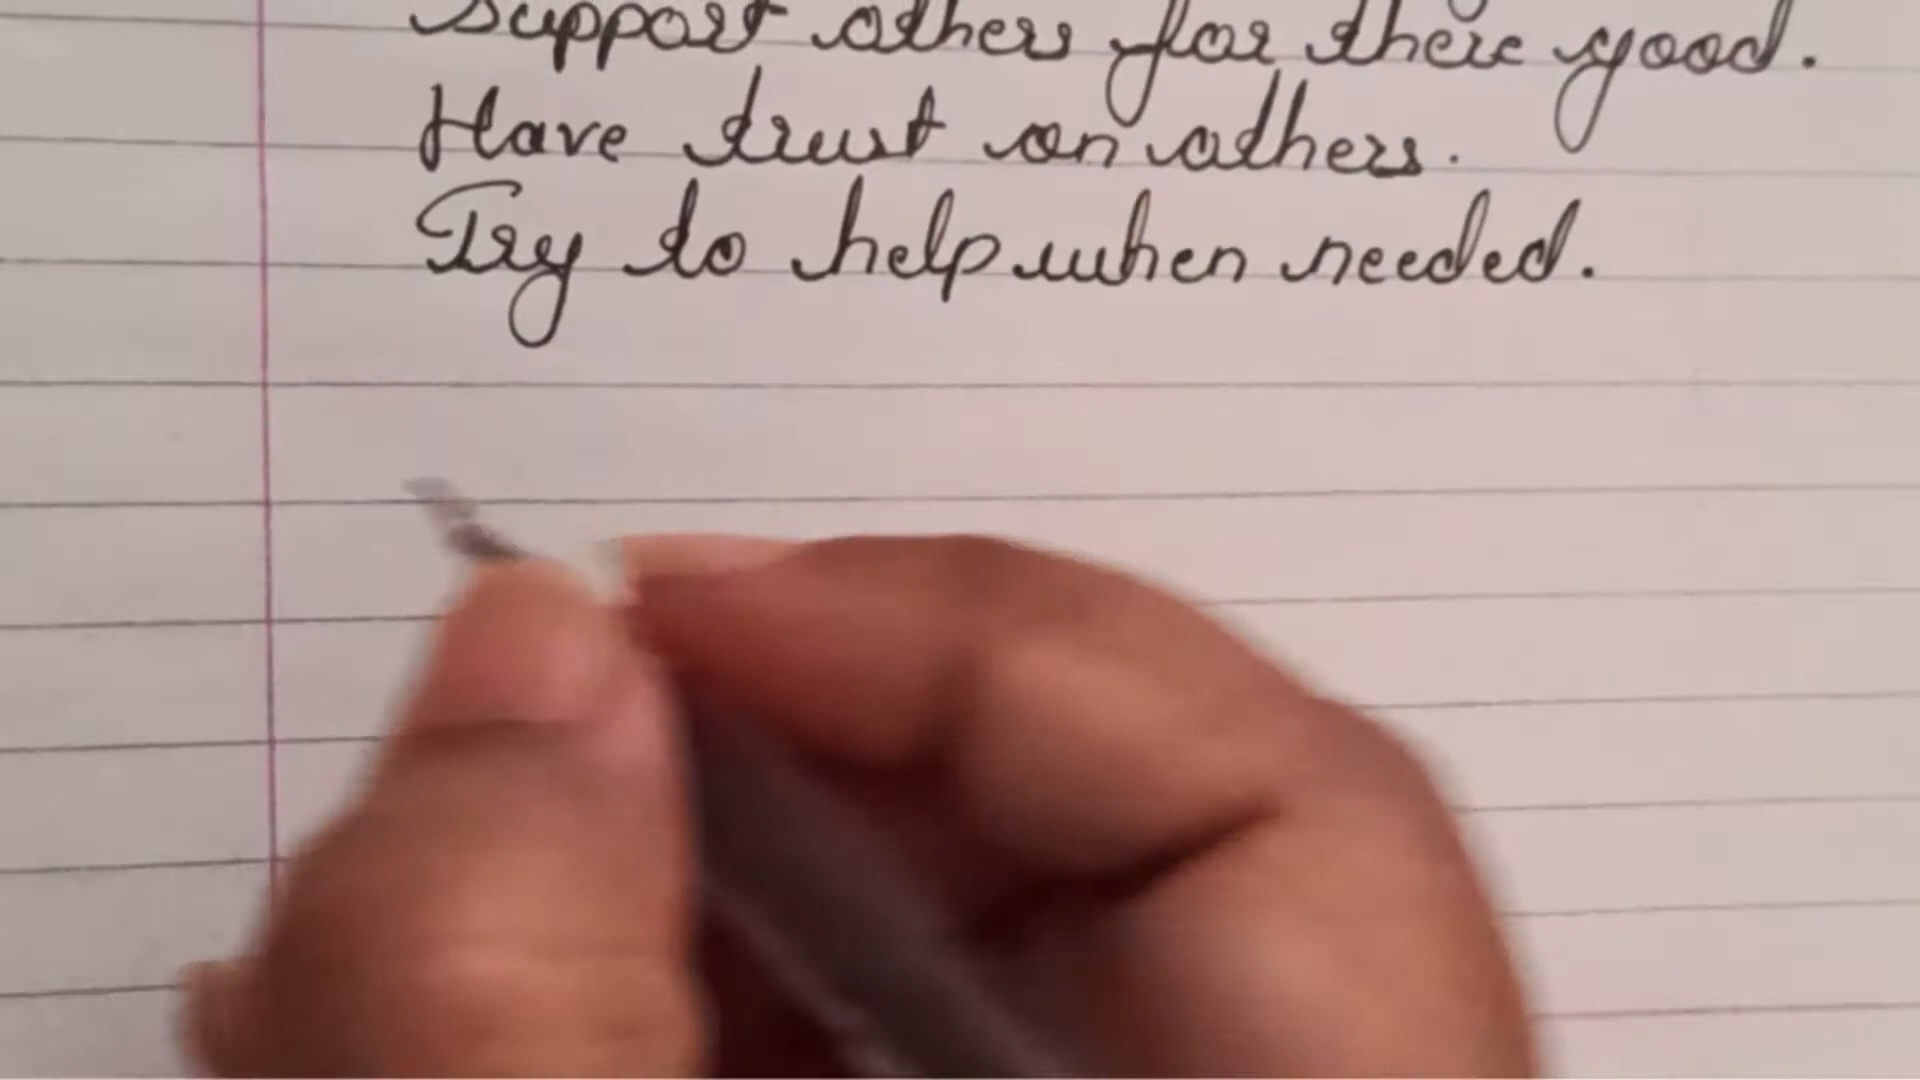 Support others for their good.
Have trust on others.
Try to help when needed.